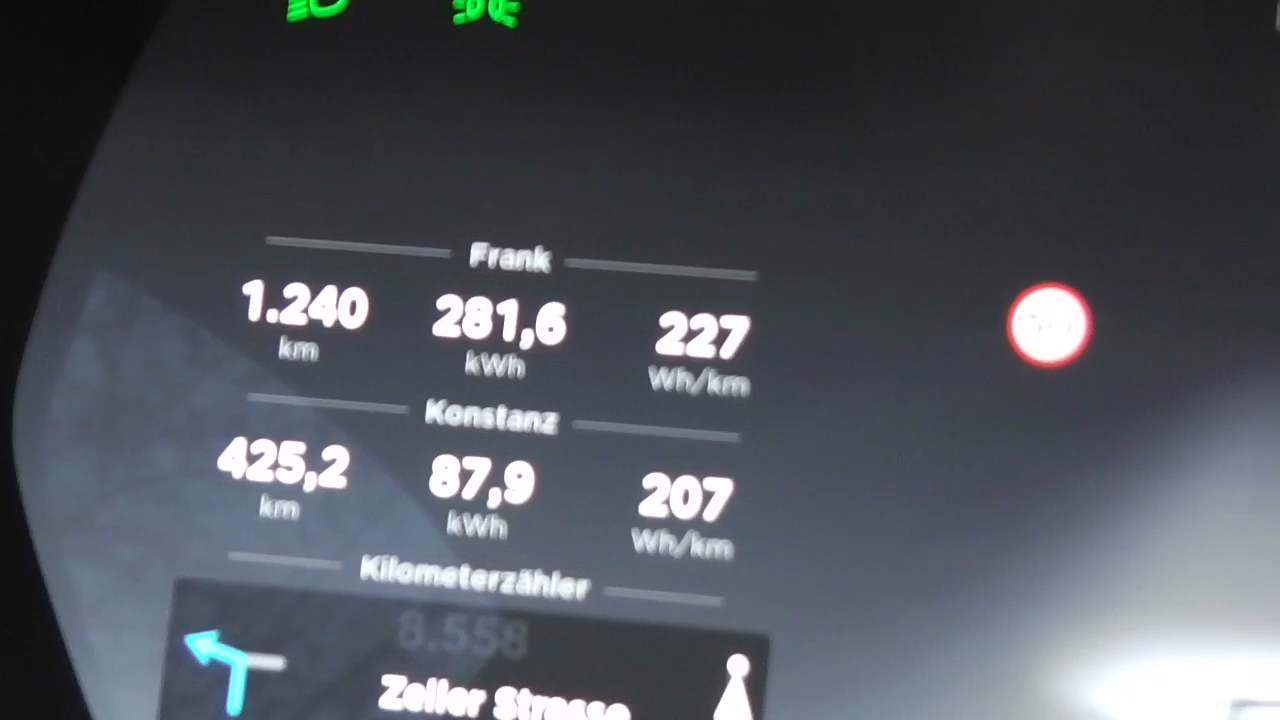 Frank
1.240 281,6 227
km kWh Wh/km
Konstanz
425,2 87,9 207
km kWh Wh/km
Kilometerzähler
8.558
Zeller Strasse